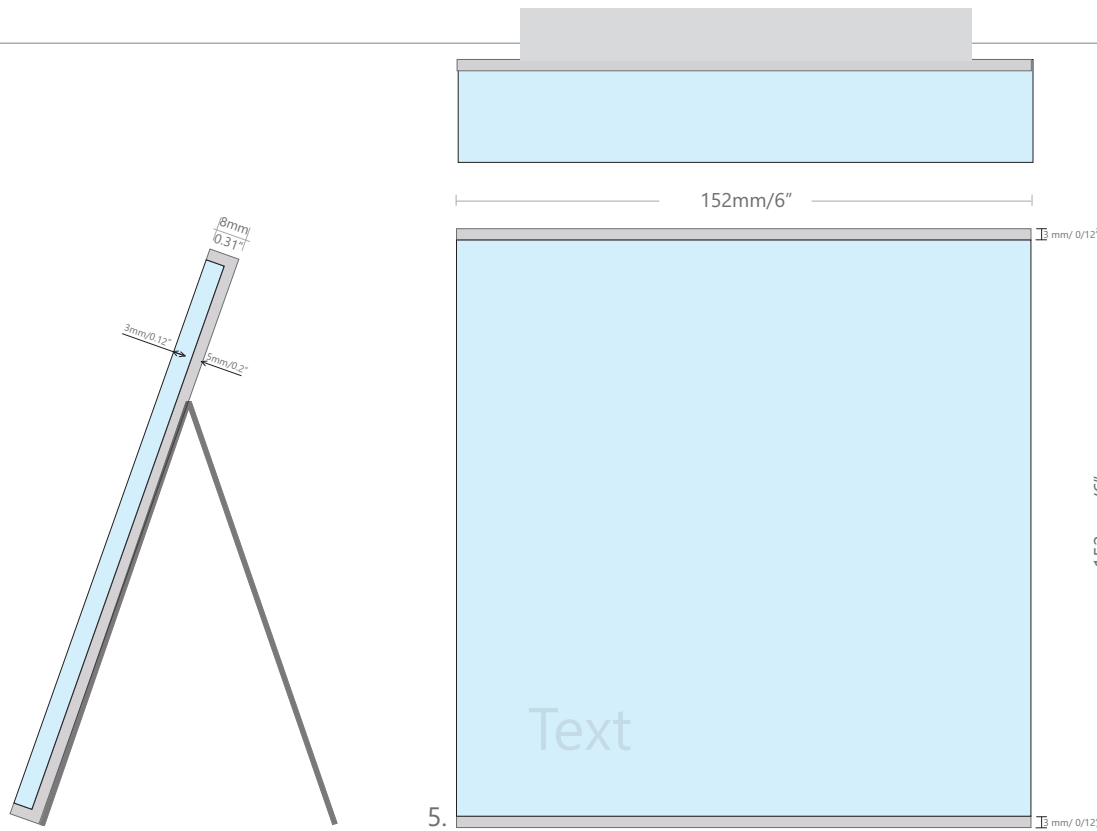 152mm/6”
8mm
0.31“
3 mm/ 0/12“
3mm/0.12“
5mm/0.2“
Text
5.
3 mm/ 0/12“